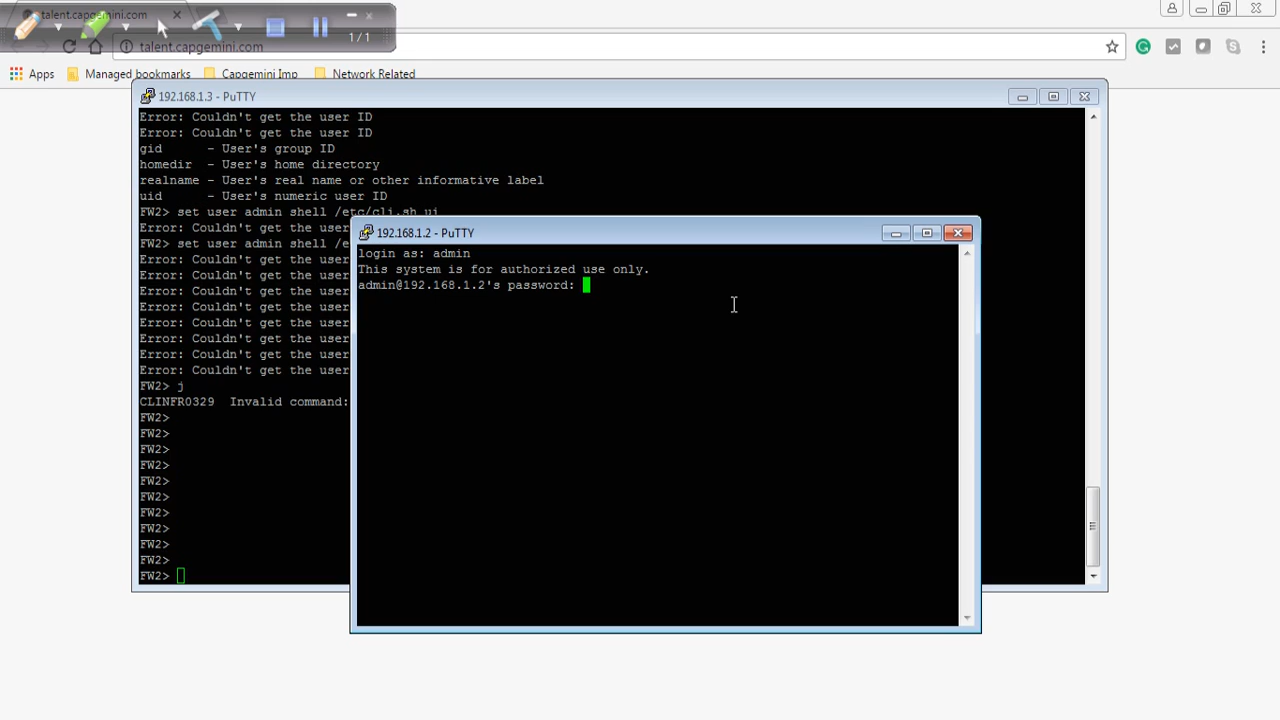 talent.capgemini.com
1/1
talent.capgemini.com
Apps Managed bookmarks Capgemini Imp Network Related
192.168.1.3 - PuTTY
Error: Couldn't get the user ID
Error: Couldn't get the user ID
gid - User's group ID
homedir - User's home directory
realname - User's real name or other informative label
uid - User's numeric user ID
FW2> set user admin shell /etc/cli.sh ui
Error: Couldn't get the use
FW2> set user admin shell /e
Error: Couldn't get the user
Error: Couldn't get the user
Error: Couldn't get the user
Error: Couldn't get the user
Error: Couldn't get the user
Error: Couldn't get the user
Error: Couldn't get the user
Error: Couldn't get the user
FW2> j
CLINFR0329 Invalid command:
FW2>
FW2>
FW2>
FW2>
FW2>
FW2>
FW2>
FW2>
FW2>
FW2>
FW2>
192.168.1.2 - PuTTY
login as: admin
This system is for authorized use only.
admin@192.168.1.2's password: